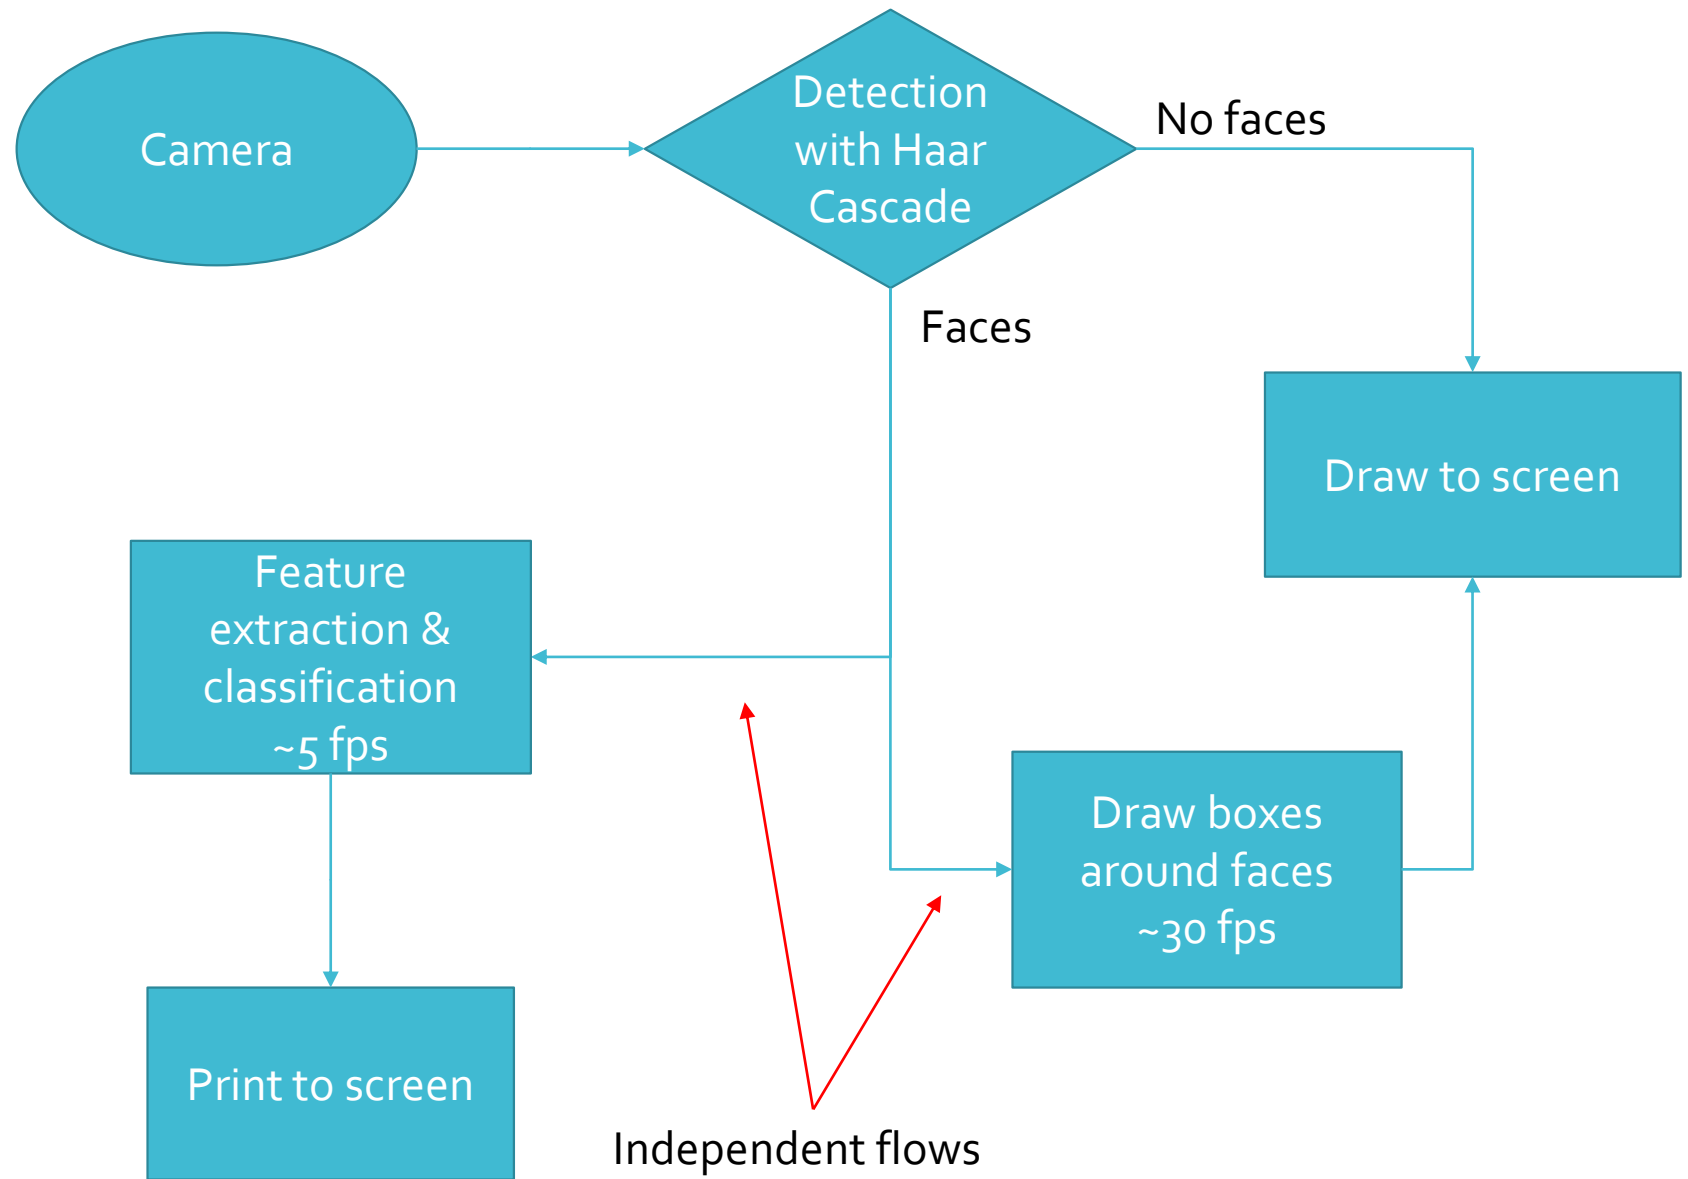 Camera
Detection
with Haar
Cascade
No faces
Faces
Draw to screen
Feature
extraction &
classification
~5 fps
Draw boxes
around faces
~30 fps
Print to screen
Independent flows